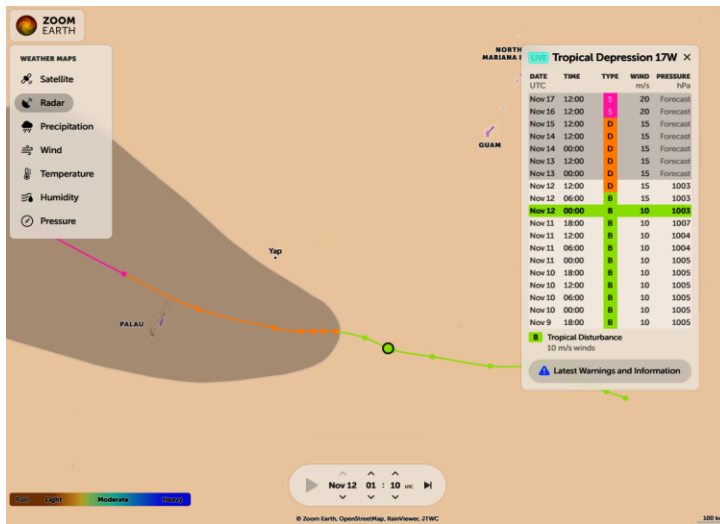 ZOOM
EARTH
WEATHER MAPS
Satellite
Radar
Precipitation
Wind
Temperature
Humidity
Pressure
NORTH
MARIANA I
GUAM
Yap
PALAU
LIVE Tropical Depression 17W ×
DATE TIME TYPE WIND PRESSURE
UTC m/s hPa
Nov 17 12:00 S 20 Forecast
Nov 16 12:00 S 20 Forecast
Nov 15 12:00 D 15 Forecast
Nov 14 12:00 D 15 Forecast
Nov 14 00:00 D 15 Forecast
Nov 13 12:00 D 15 Forecast
Nov 13 00:00 D 15 Forecast
Nov 12 12:00 D 15 1003
Nov 12 06:00 B 15 1003
Nov 12 00:00 B 10 1003
Nov 11 18:00 B 10 1007
Nov 11 12:00 B 10 1004
Nov 11 06:00 B 10 1004
Nov 11 00:00 B 10 1005
Nov 10 18:00 B 10 1005
Nov 10 12:00 B 10 1005
Nov 10 06:00 B 10 1005
Nov 10 00:00 B 10 1005
Nov 9 18:00 B 10 1005
B Tropical Disturbance
10 m/s winds
Latest Warnings and Information
Rain Light Moderate Heavy
Nov 12 01 : 10 UTC
© Zoom Earth, OpenStreetMap, RainViewer, JTWC
100 k